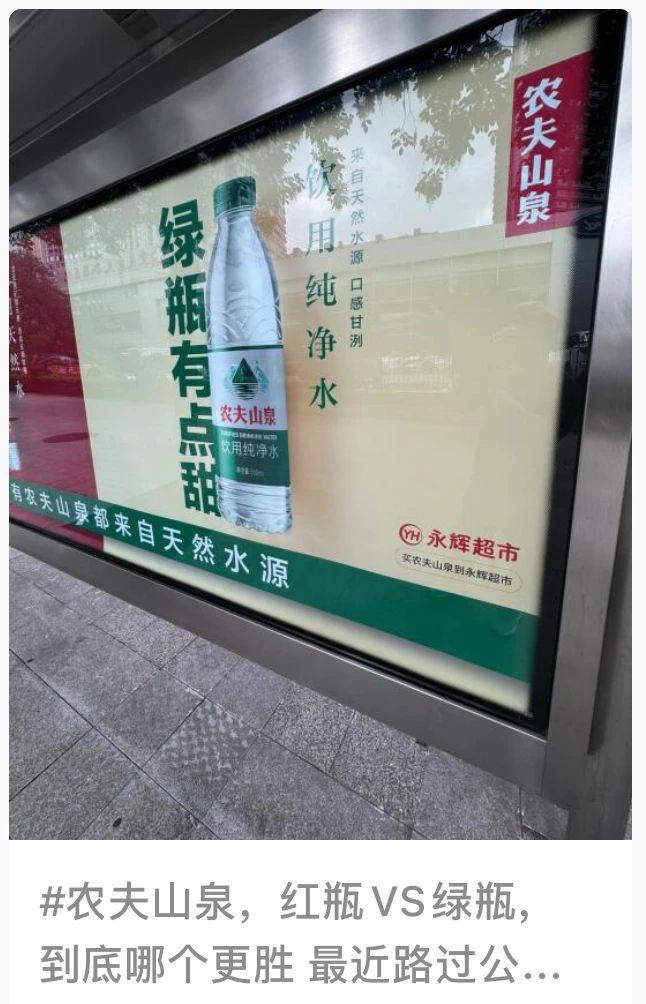 农夫山泉
来自天然水源 口感甘洌
饮用纯净水
绿瓶有点甜
农夫山泉
饮用纯净水
天然水
有农夫山泉都来自天然水源
YH 永辉超市
买农夫山泉到永辉超市
#农夫山泉，红瓶VS绿瓶，
到底哪个更胜 最近路过公...